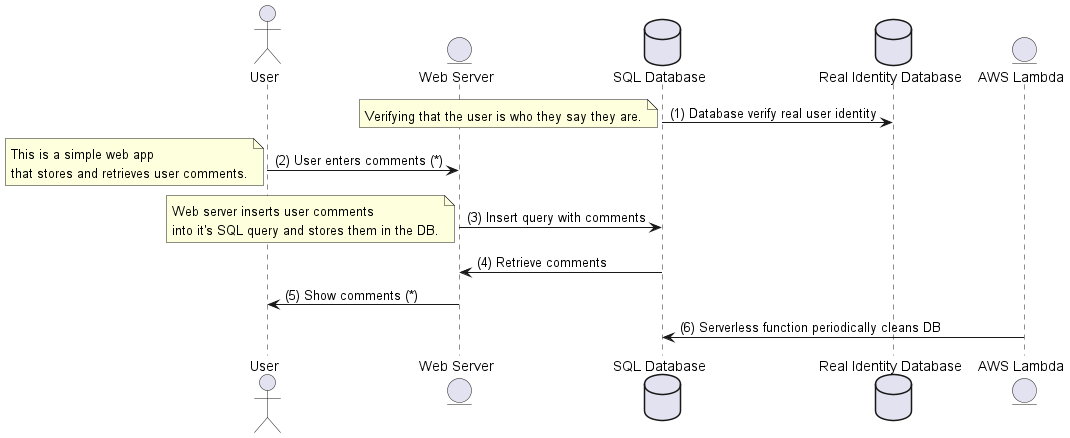 User
Web Server
SQL Database
Real Identity Database
AWS Lambda
Verifying that the user is who they say they are.
(1) Database verify real user identity
This is a simple web app
that stores and retrieves user comments.
(2) User enters comments (*)
Web server inserts user comments
into it's SQL query and stores them in the DB.
(3) Insert query with comments
(4) Retrieve comments
(5) Show comments (*)
(6) Serverless function periodically cleans DB
User
Web Server
SQL Database
Real Identity Database
AWS Lambda